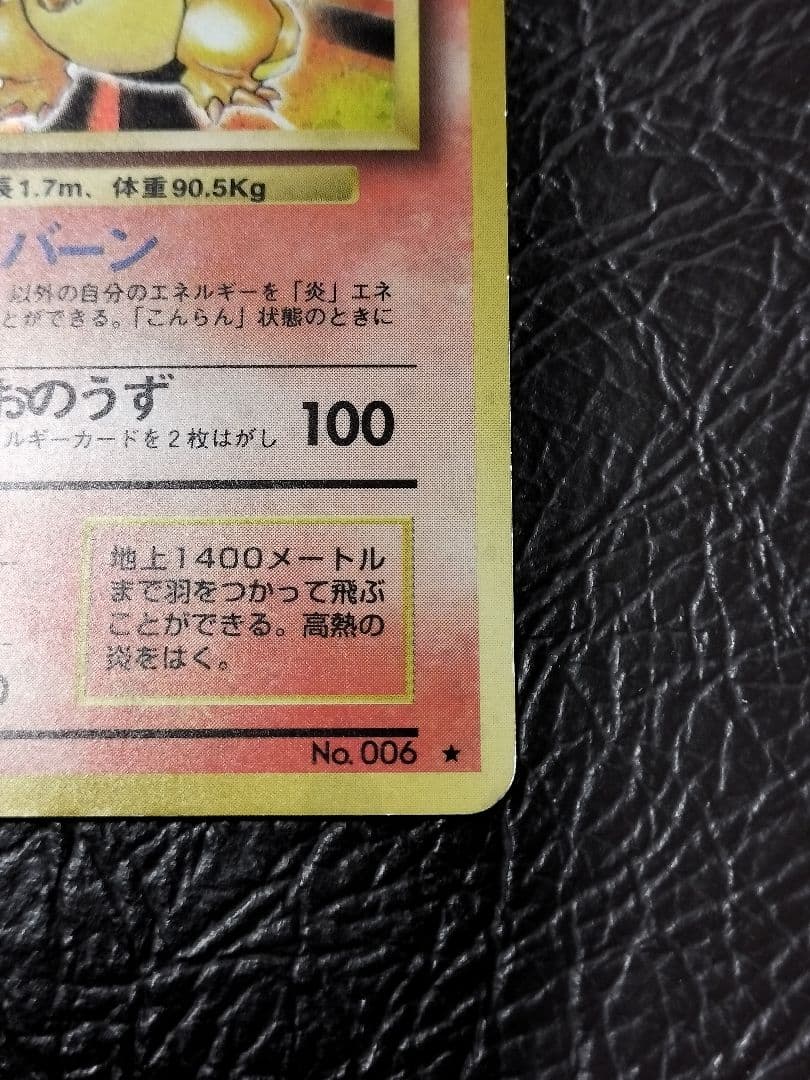 長1.7m、体重90.5Kg
バーン
以外の自分のエネルギーを「炎」エネ
とができる。「こんらん」状態のときに
おのうず
ルギーカードを2枚はがし 100
地上1400メートル
まで羽をつかって飛ぶ
ことができる。高熱の
炎をはく。
0
No. 006 ★